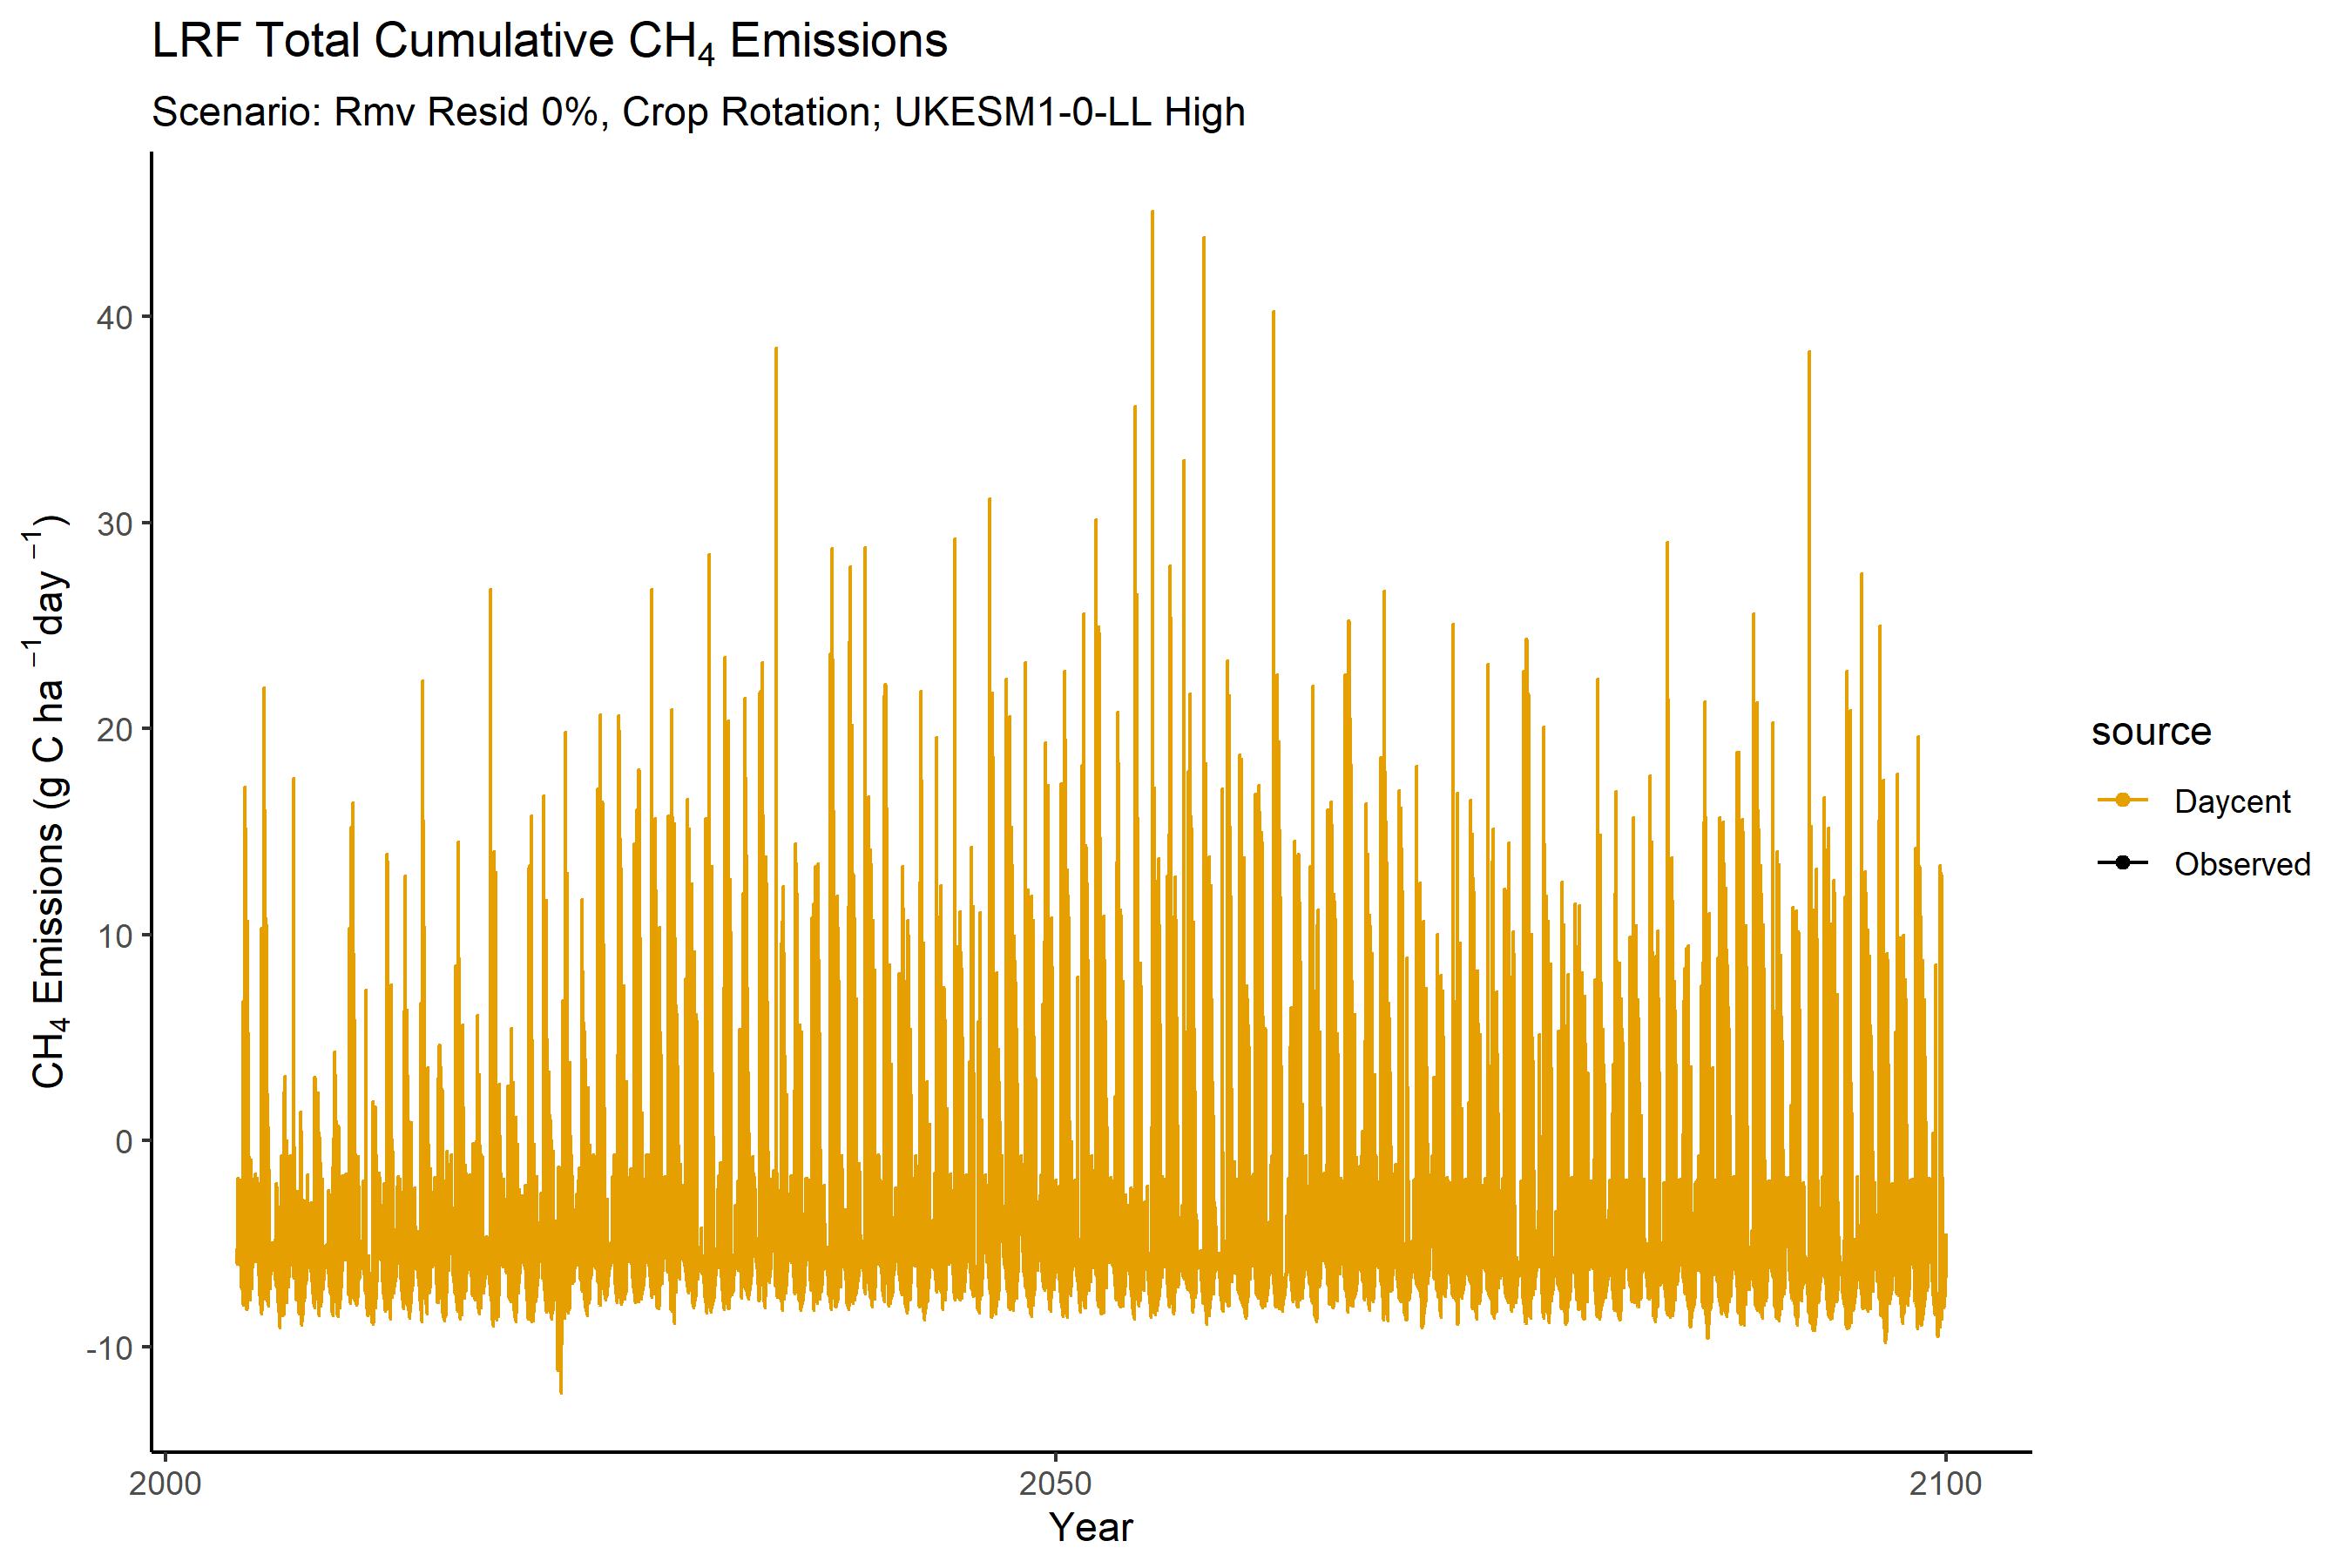 LRF Total Cumulative CH₄ Emissions
Scenario: Rmv Resid 0%, Crop Rotation; UKESM1-0-LL High
CH₄ Emissions (g C ha ⁻¹day ⁻¹)
40
30
20
10
0
-10
2000
2050
2100
Year
source
Daycent
Observed